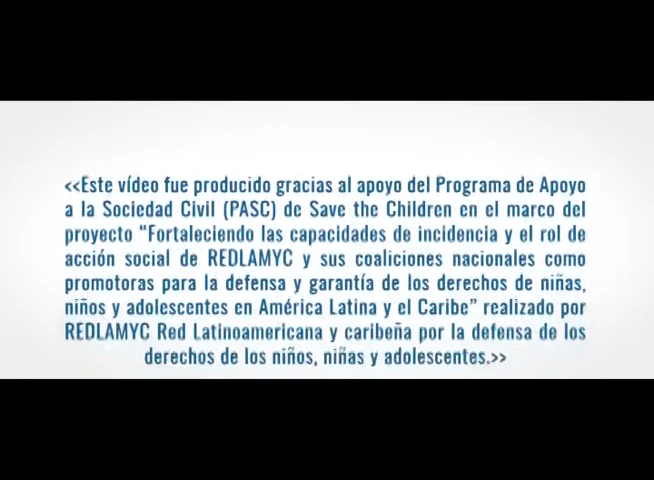 <<Este vídeo fue producido gracias al apoyo del Programa de Apoyo
a la Sociedad Civil (PASC) de Save the Children en el marco del
proyecto "Fortaleciendo las capacidades de incidencia y el rol de
acción social de REDLAMYC y sus coaliciones nacionales como
promotoras para la defensa y garantía de los derechos de niñas,
niños y adolescentes en América Latina y el Caribe" realizado por
REDLAMYC Red Latinoamericana y caribeña por la defensa de los
derechos de los niños, niñas y adolescentes.>>